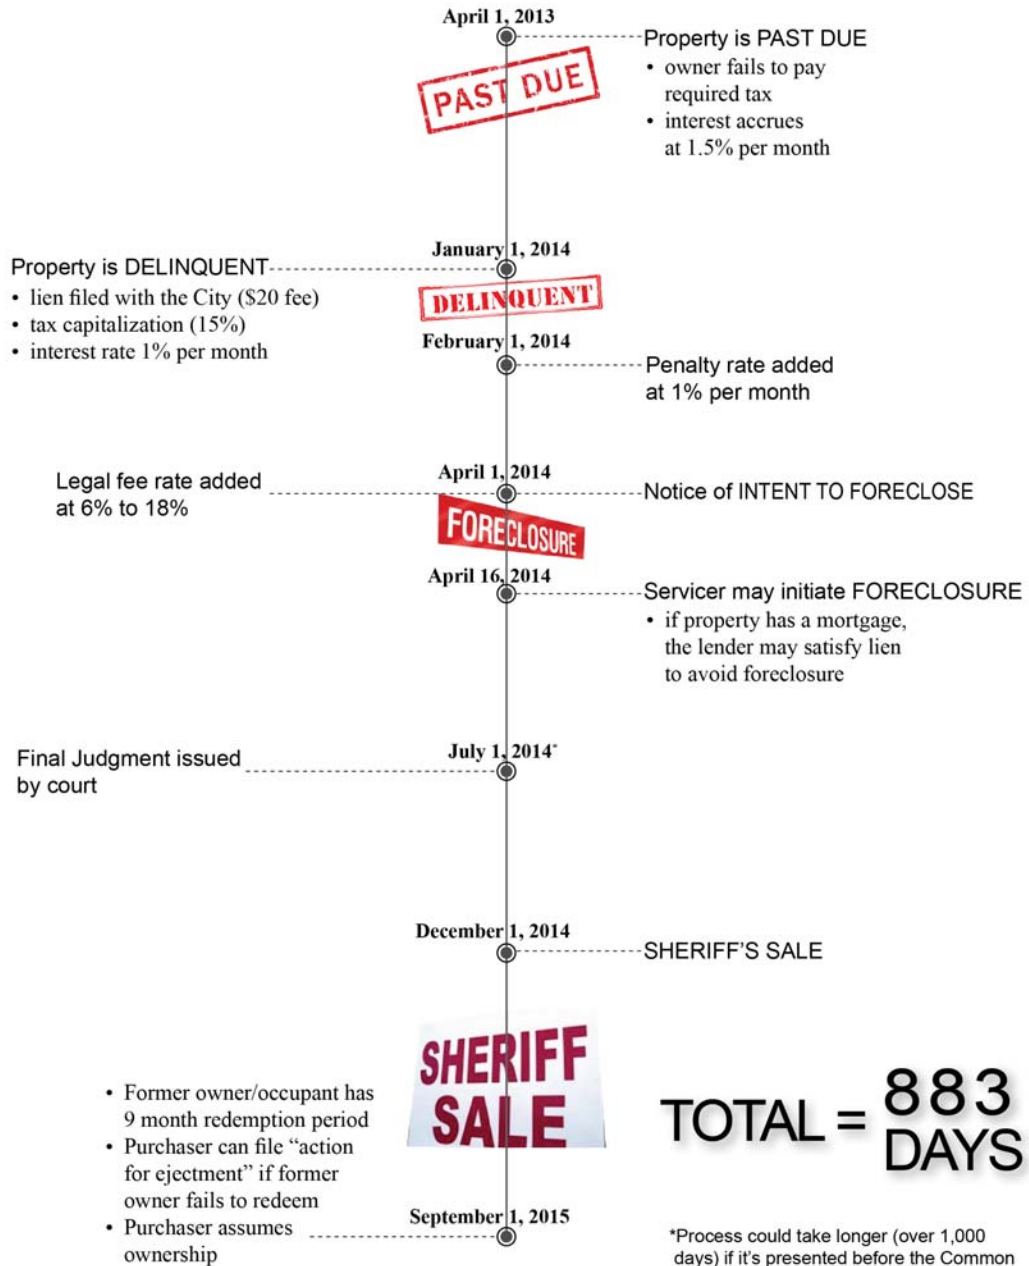 April 1, 2013
Property is PAST DUE
• owner fails to pay
required tax
• interest accrues
at 1.5% per month
PAST DUE
January 1, 2014
Property is DELINQUENT
• lien filed with the City ($20 fee)
• tax capitalization (15%)
• interest rate 1% per month
DELINQUENT
February 1, 2014
Penalty rate added
at 1% per month
April 1, 2014
Legal fee rate added
at 6% to 18%
Notice of INTENT TO FORECLOSE
FORECLOSURE
April 16, 2014
Servicer may initiate FORECLOSURE
• if property has a mortgage,
the lender may satisfy lien
to avoid foreclosure
July 1, 2014*
Final Judgment issued
by court
December 1, 2014
SHERIFF'S SALE
SHERIFF
SALE
• Former owner/occupant has
9 month redemption period
• Purchaser can file “action
for ejectment” if former
owner fails to redeem
• Purchaser assumes
ownership
September 1, 2015
TOTAL = 883
DAYS
*Process could take longer (over 1,000
days) if it's presented before the Common